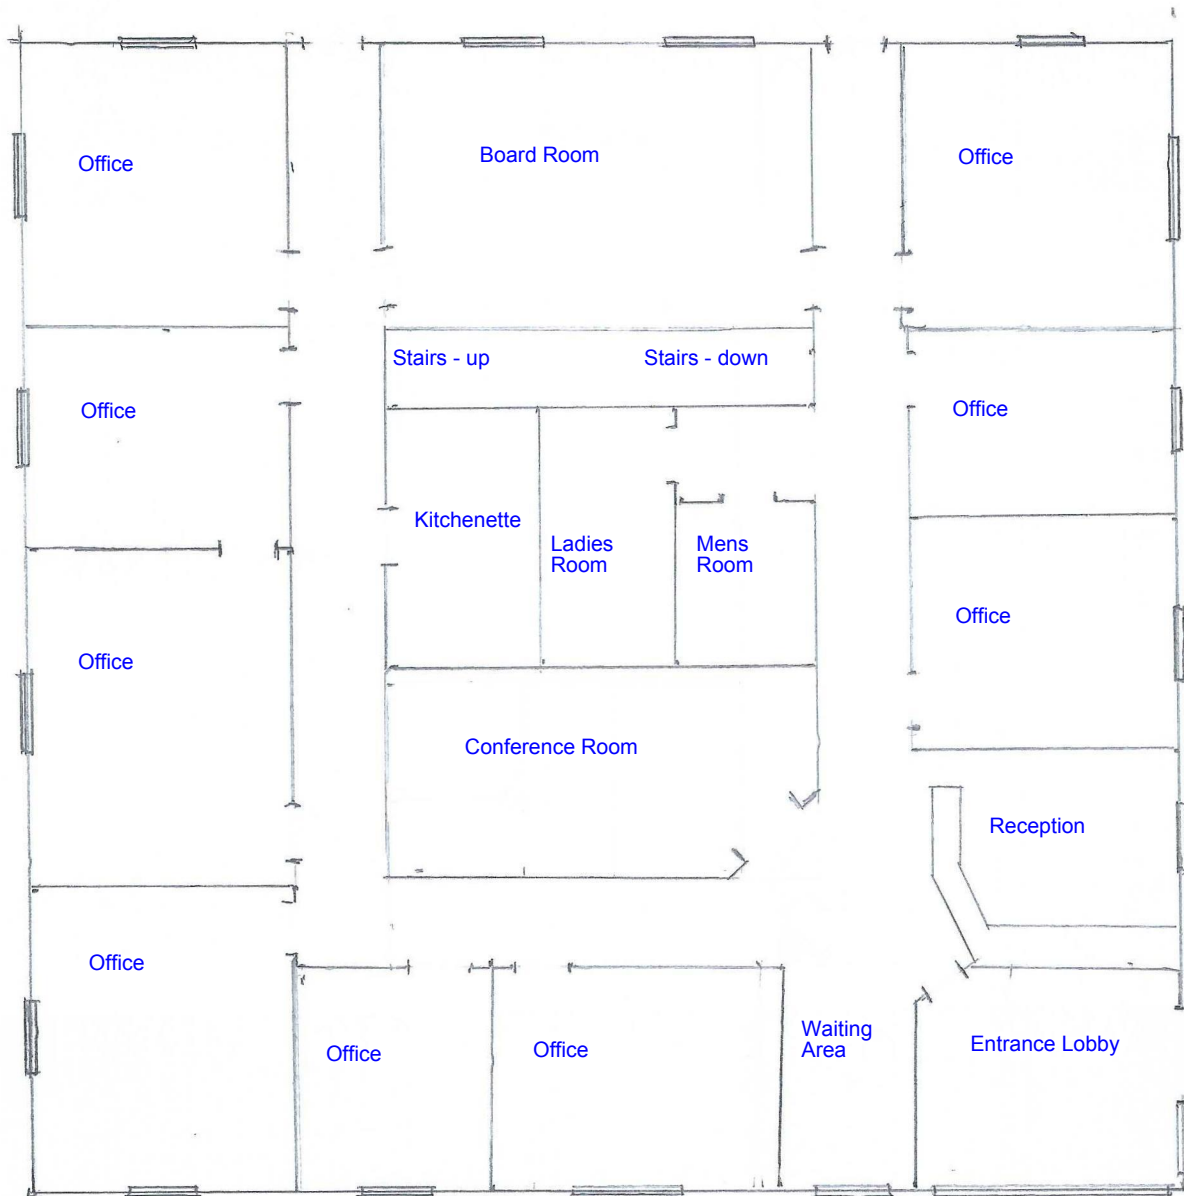 Office
Board Room
Office
Stairs - up
Stairs - down
Office
Office
Kitchenette
Ladies
Room
Mens
Room
Office
Office
Conference Room
Reception
Office
Office
Office
Waiting
Area
Entrance Lobby